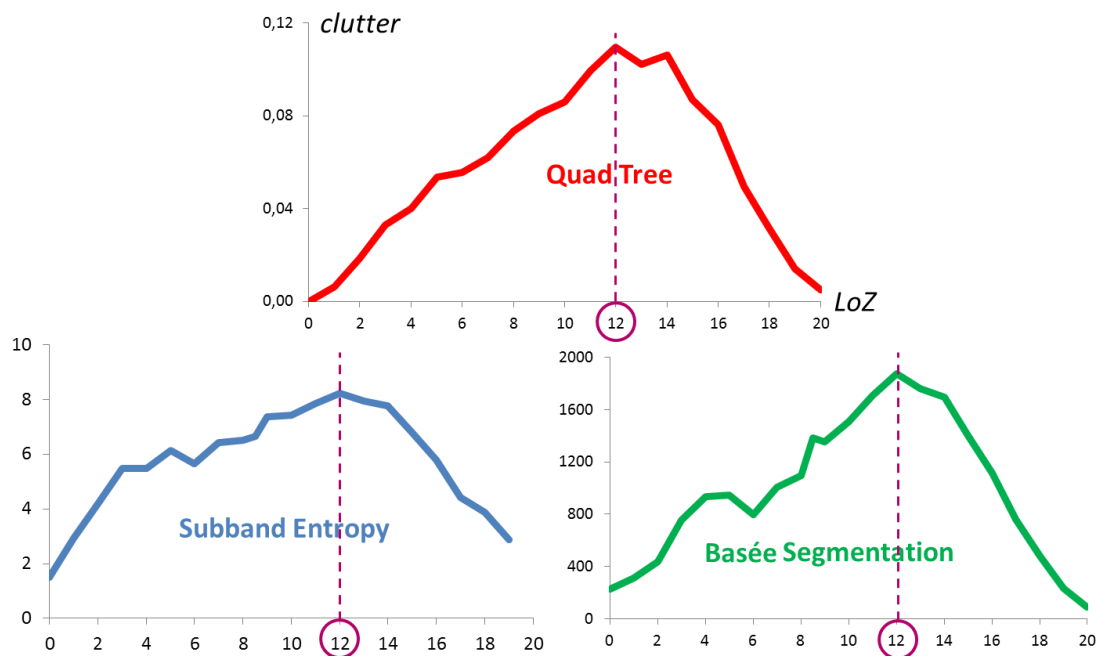 clutter
0,12
0,08
0,04
0,00
Quad Tree
LoZ
0 2 4 6 8 10 12 14 16 18 20
10
8
6
4
2
0
Subband Entropy
0 2 4 6 8 10 12 14 16 18 20
2000
1600
1200
800
400
0
Basée Segmentation
0 2 4 6 8 10 12 14 16 18 20